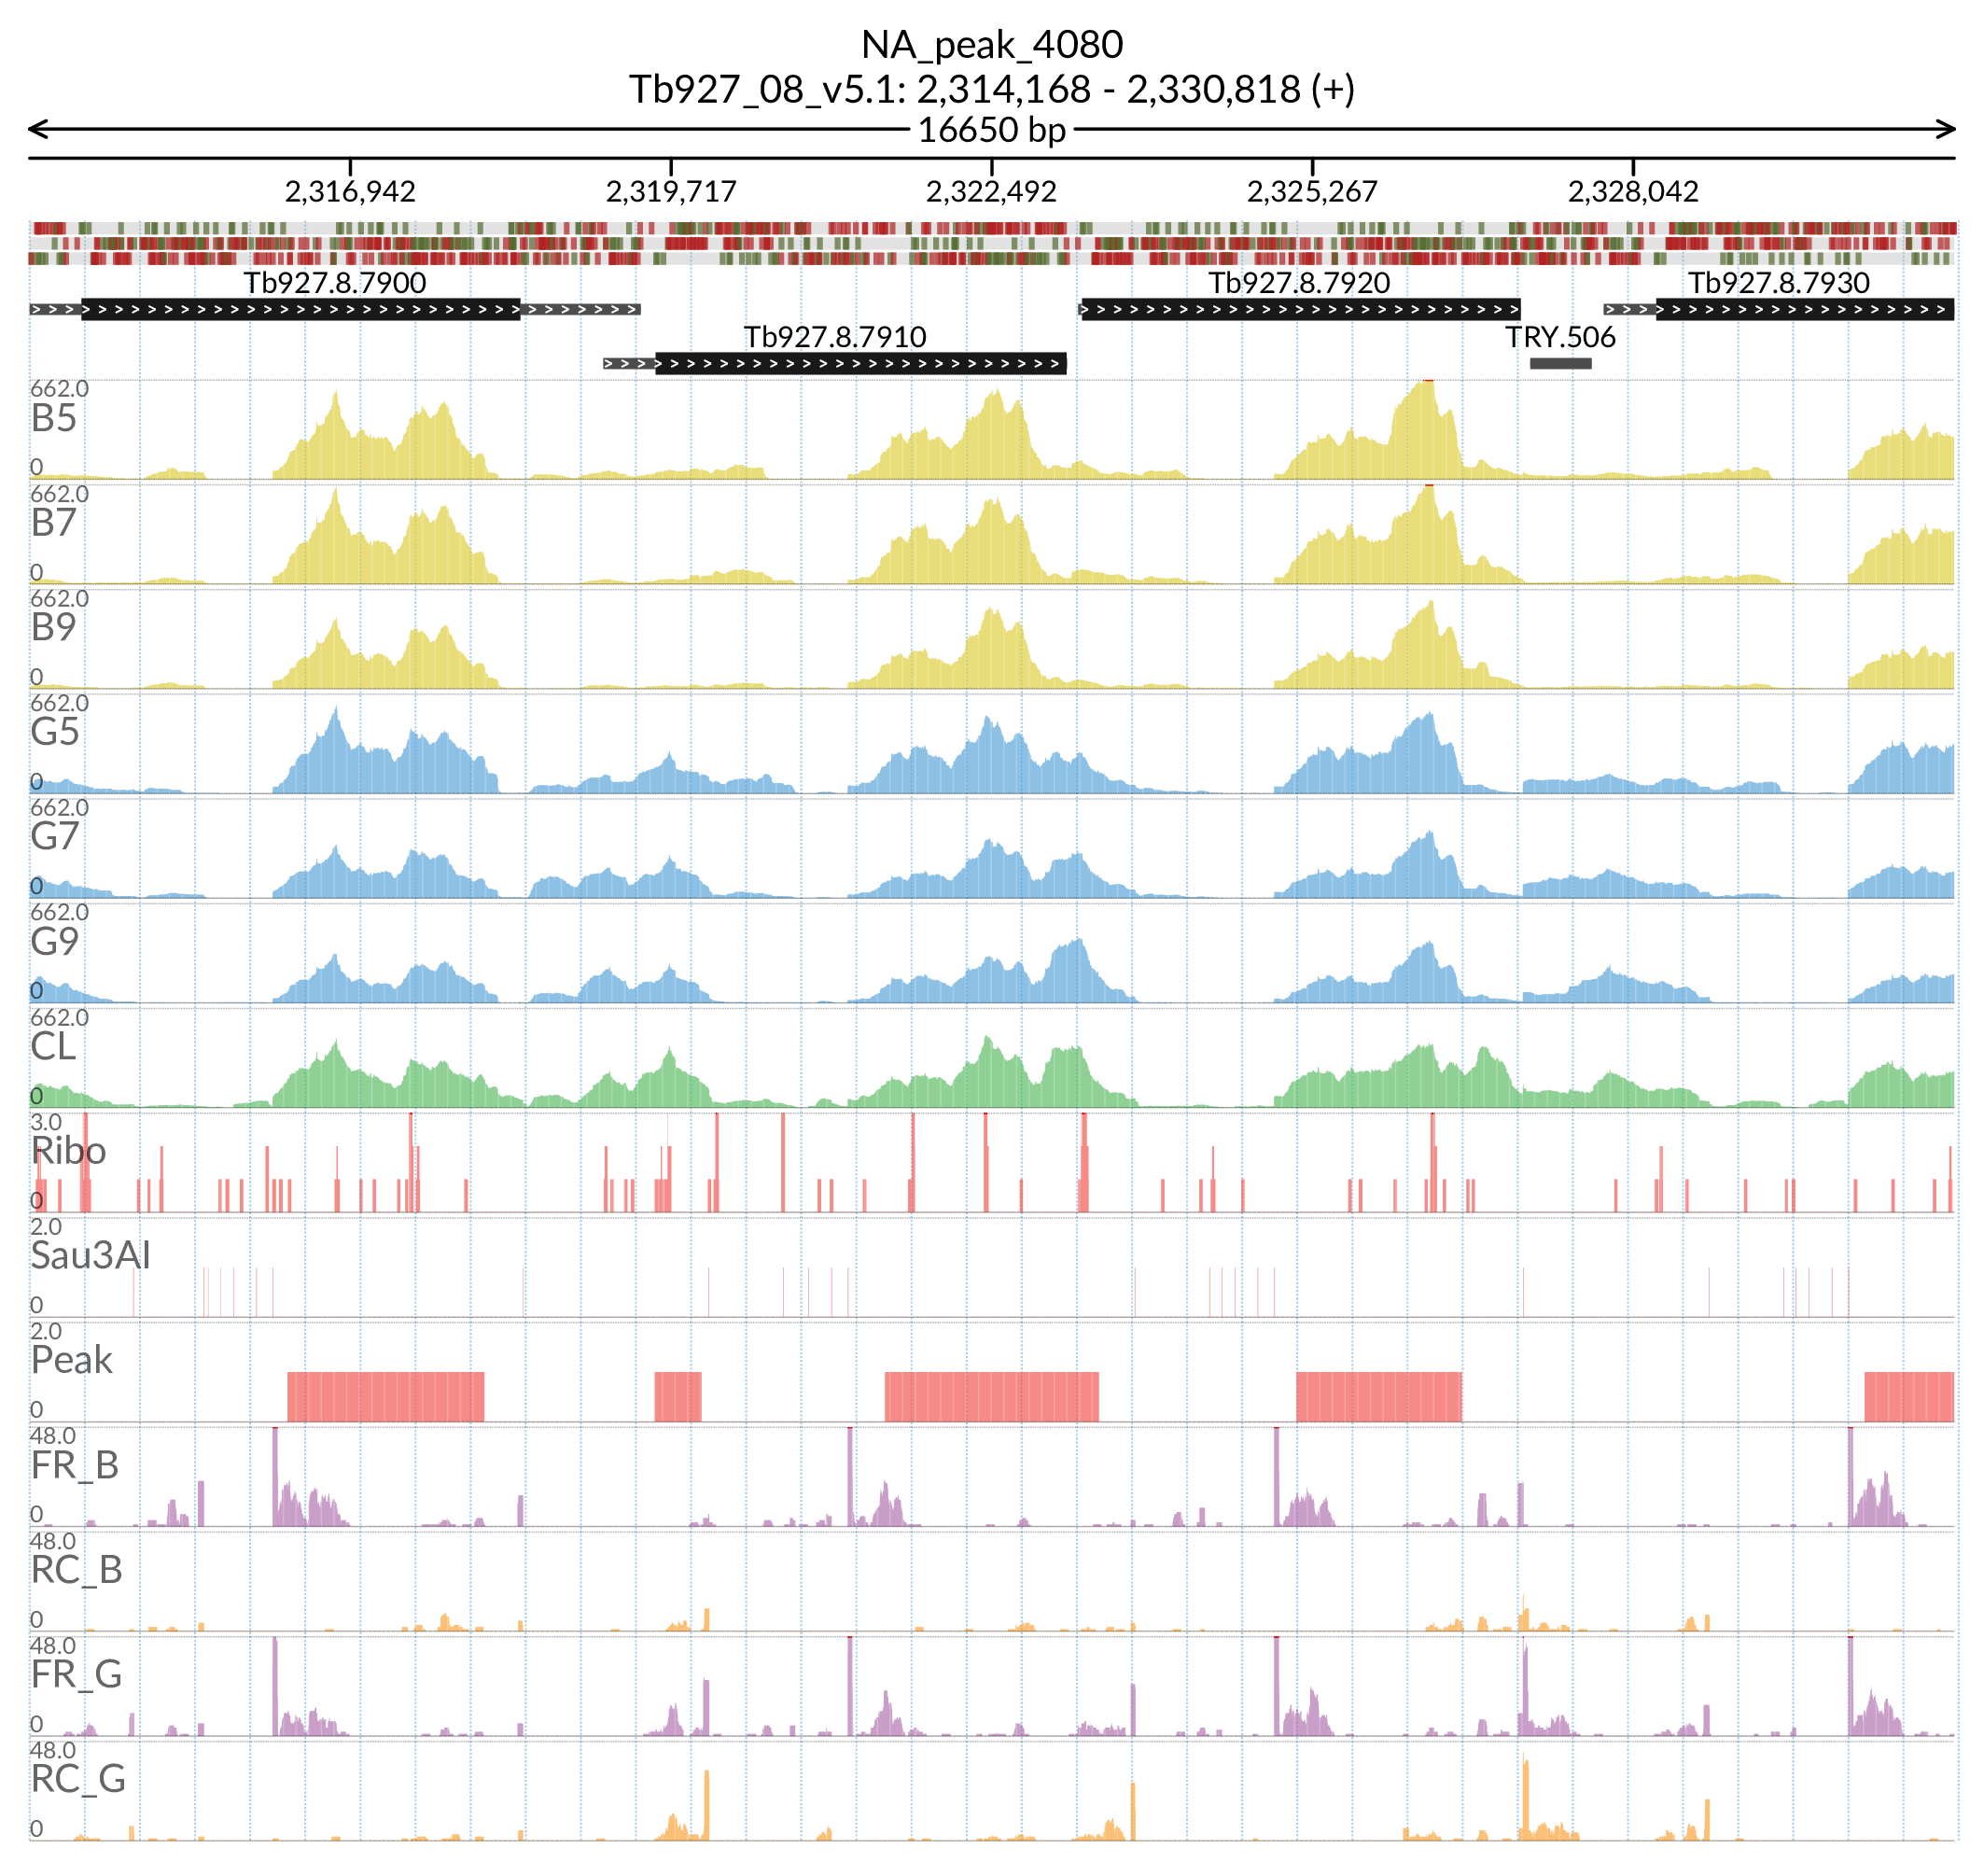 NA_peak_4080
Tb927_08_v5.1: 2,314,168 - 2,330,818 (+)
16650 bp
2,316,942 2,319,717 2,322,492 2,325,267 2,328,042
Tb927.8.7900 Tb927.8.7920 Tb927.8.7930
Tb927.8.7910 TRY.506
662.0
B5
0
662.0
B7
0
662.0
B9
0
662.0
G5
0
662.0
G7
0
662.0
G9
0
662.0
CL
0
3.0
Ribo
0
2.0
Sau3AI
0
2.0
Peak
0
48.0
FR_B
0
48.0
RC_B
0
48.0
FR_G
0
48.0
RC_G
0